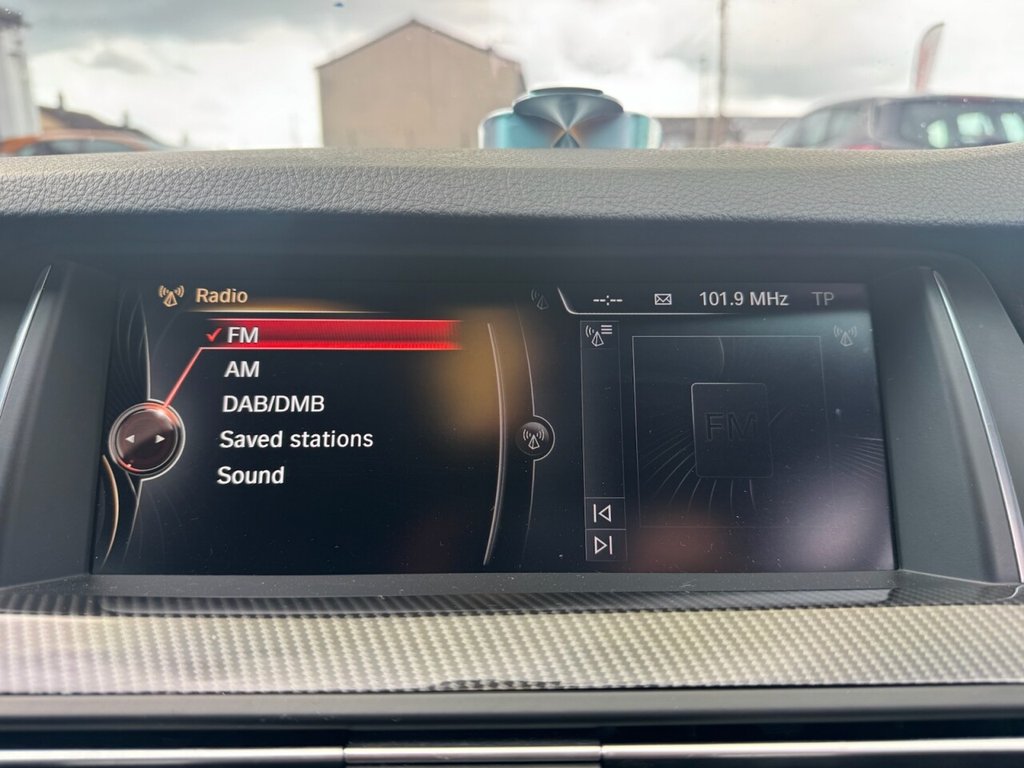 Radio
--:-- 101.9 MHz TP
FM
AM
DAB/DMB
Saved stations
Sound
FM